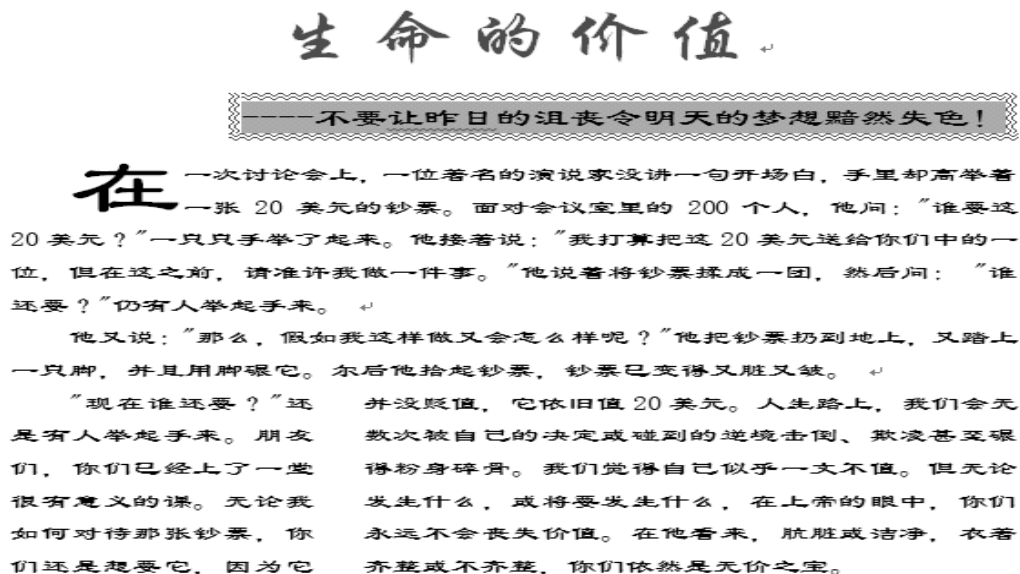 生命的价值
----不要让昨日的沮丧令明天的梦想黯然失色！
在一次讨论会上，一位著名的演说家没讲一句开场白，手里却高举着
一张 20 美元的钞票。面对会议室里的 200 个人，他问："谁要这
20 美元？"一只只手举了起来。他接着说："我打算把这 20 美元送给你们中的一
位，但在这之前，请准许我做一件事。"他说着将钞票揉成一团，然后问： "谁
还要？"仍有人举起手来。
他又说："那么，假如我这样做又会怎么样呢？"他把钞票扔到地上，又踏上
一只脚，并且用脚碾它。尔后他拾起钞票，钞票已变得又脏又皱。
"现在谁还要？"还
是有人举起手来。朋友
们，你们已经上了一堂
很有意义的课。无论我
如何对待那张钞票，你
们还是想要它，因为它
并没贬值，它依旧值 20 美元。人生路上，我们会无
数次被自己的决定或碰到的逆境击倒、欺凌甚至碾
得粉身碎骨。我们觉得自己似乎一文不值。但无论
发生什么，或将要发生什么，在上帝的眼中，你们
永远不会丧失价值。在他看来，肮脏或洁净，衣着
齐整或不齐整，你们依然是无价之宝。